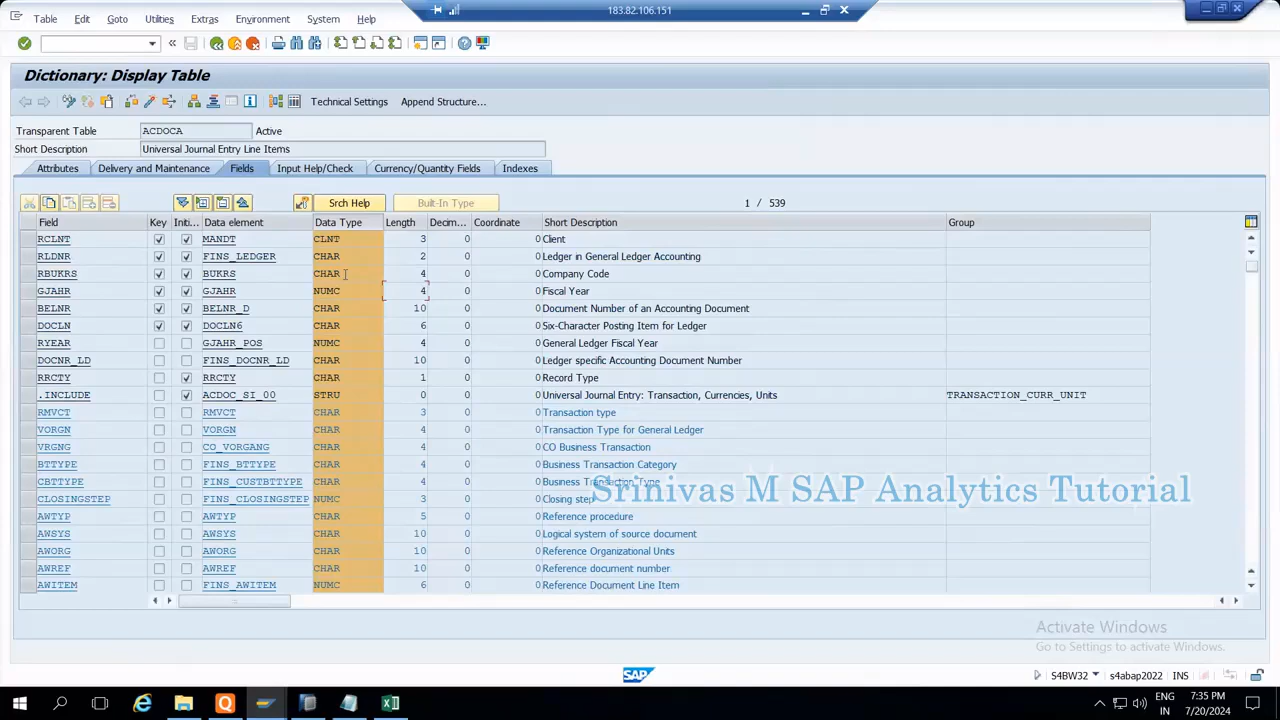 Table Edit Goto Utilities Extras Environment System Help
183.82.106.151
Dictionary: Display Table
Technical Settings Append Structure...
Transparent Table ACDOCA Active
Short Description Universal Journal Entry Line Items
Attributes Delivery and Maintenance Fields Input Help/Check Currency/Quantity Fields Indexes
Srch Help Built-In Type 1 / 539
Field Key Initi... Data element Data Type Length Decim... Coordinate Short Description Group
RCLNT MANDT CLNT 3 0 0 Client
RLDNR FINS_LEDGER CHAR 2 0 0 Ledger in General Ledger Accounting
RBUKRS BUKRS CHAR 4 0 0 Company Code
GJAHR GJAHR NUMC 4 0 0 Fiscal Year
BELNR BELNR_D CHAR 10 0 0 Document Number of an Accounting Document
DOCLN DOCLN6 CHAR 6 0 0 Six-Character Posting Item for Ledger
RYEAR GJAHR_POS NUMC 4 0 0 General Ledger Fiscal Year
DOCNR_LD FINS_DOCNR_LD CHAR 10 0 0 Ledger specific Accounting Document Number
RRCTY RRCTY CHAR 1 0 0 Record Type
.INCLUDE ACDOC_SI_00 STRU 0 0 0 Universal Journal Entry: Transaction, Currencies, Units TRANSACTION_CURR_UNIT
RMVCT RMVCT CHAR 3 0 0 Transaction type
VORGN VORGN CHAR 4 0 0 Transaction Type for General Ledger
VRGNG CO_VORGANG CHAR 4 0 0 CO Business Transaction
BTTYPE FINS_BTTYPE CHAR 4 0 0 Business Transaction Category
CBTTYPE FINS_CUSTBTTYPE CHAR 4 0 0 Business Transaction Type
CLOSINGSTEP FINS_CLOSINGSTEP NUMC 3 0 0 Closing step
Srinivas M SAP Analytics Tutorial
AWTYP AWTYP CHAR 5 0 0 Reference procedure
AWSYS AWSYS CHAR 10 0 0 Logical system of source document
AWORG AWORG CHAR 10 0 0 Reference Organizational Units
AWREF AWREF CHAR 10 0 0 Reference document number
AWITEM FINS_AWITEM NUMC 6 0 0 Reference Document Line Item
Activate Windows
Go to Settings to activate Windows.
SAP S4BW32 s4abap2022 INS
ENG 7:35 PM
IN 7/20/2024